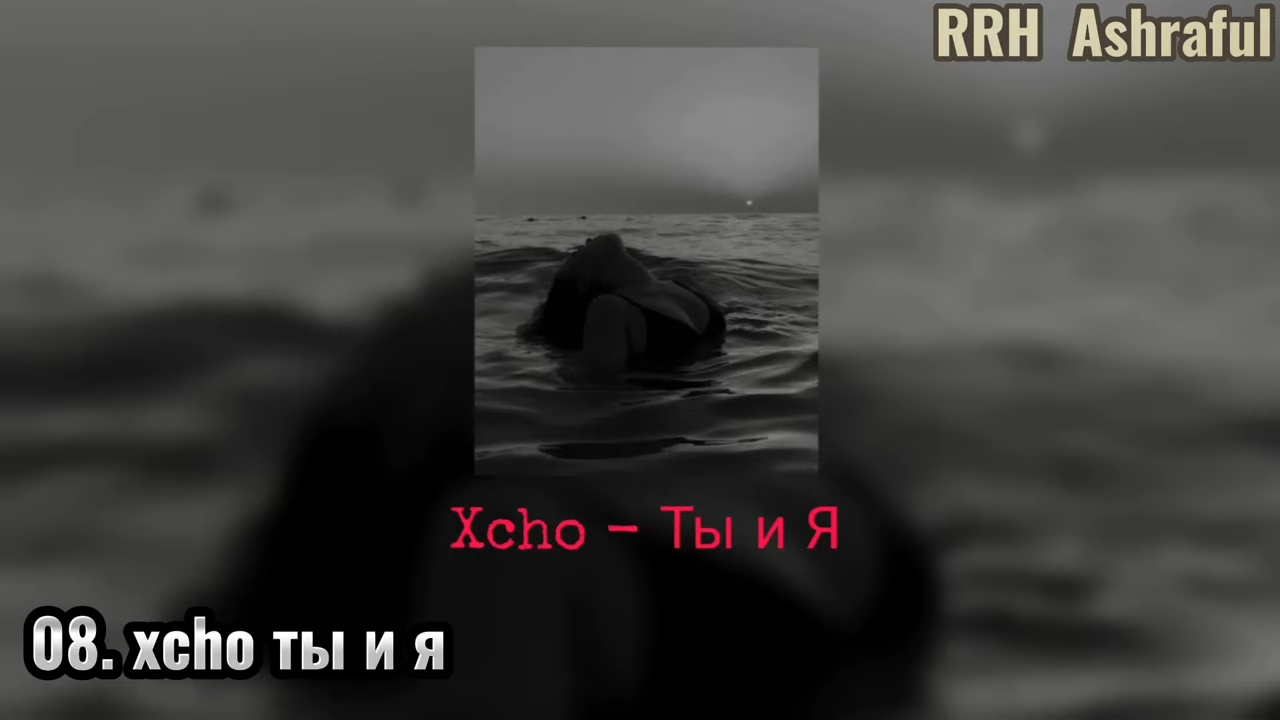 RRH Ashraful
Xcho - Ты и Я
08. xcho ты и я